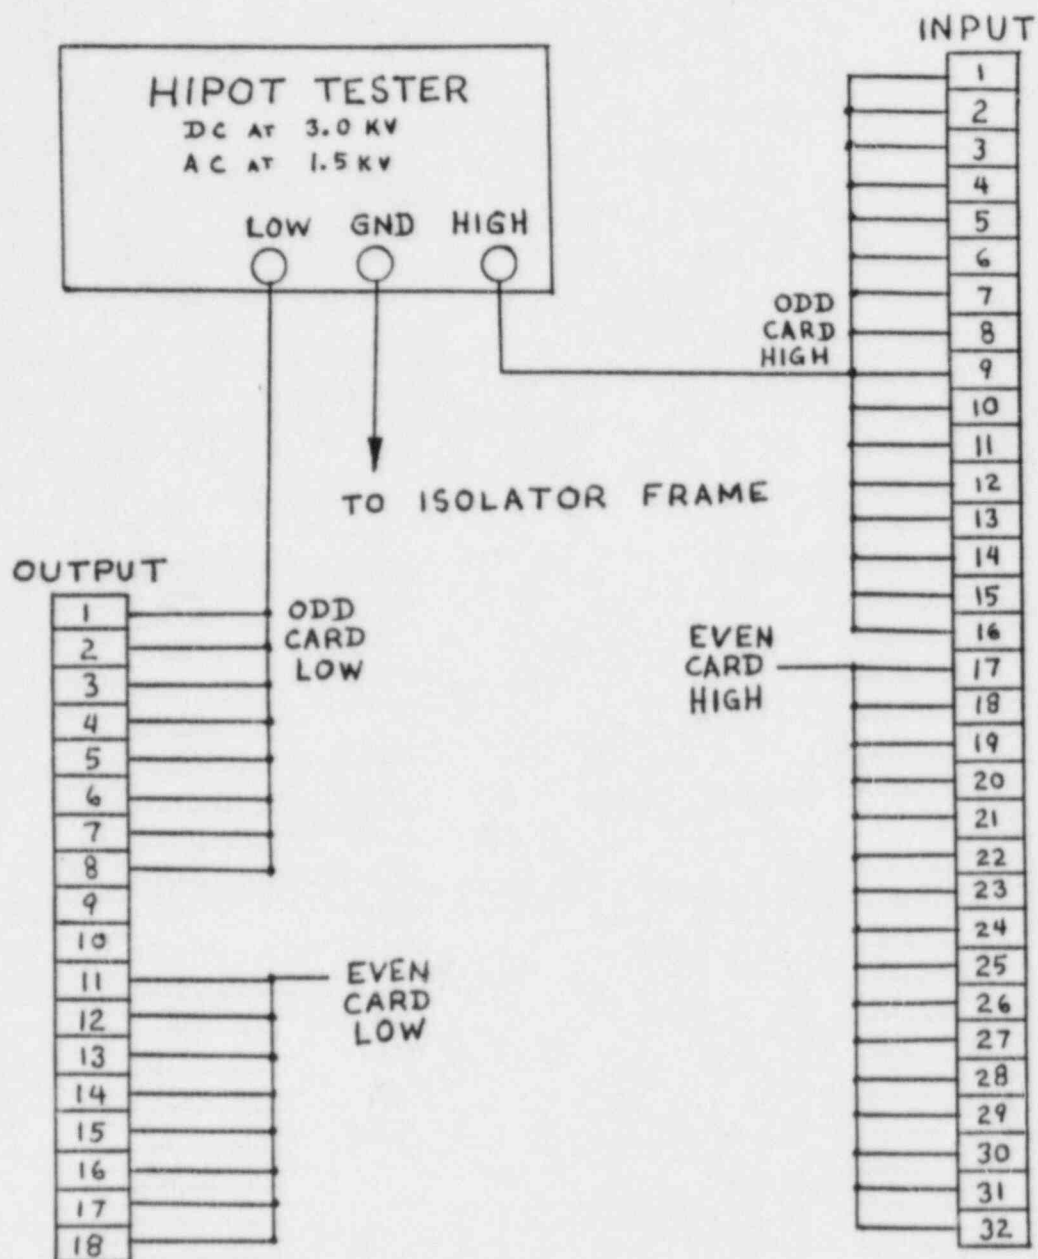 INPUT
HIPOT TESTER
DC AT 3.0 KV
AC AT 1.5 KV
LOW GND HIGH
ODD
CARD
HIGH
TO ISOLATOR FRAME
1
2
3
4
5
6
7
8
9
10
11
12
13
14
15
16
17
18
19
20
21
22
23
24
25
26
27
28
29
30
31
32
EVEN
CARD
HIGH
OUTPUT
1
2
3
4
5
6
7
8
9
10
11
12
13
14
15
16
17
18
ODD
CARD
LOW
EVEN
CARD
LOW